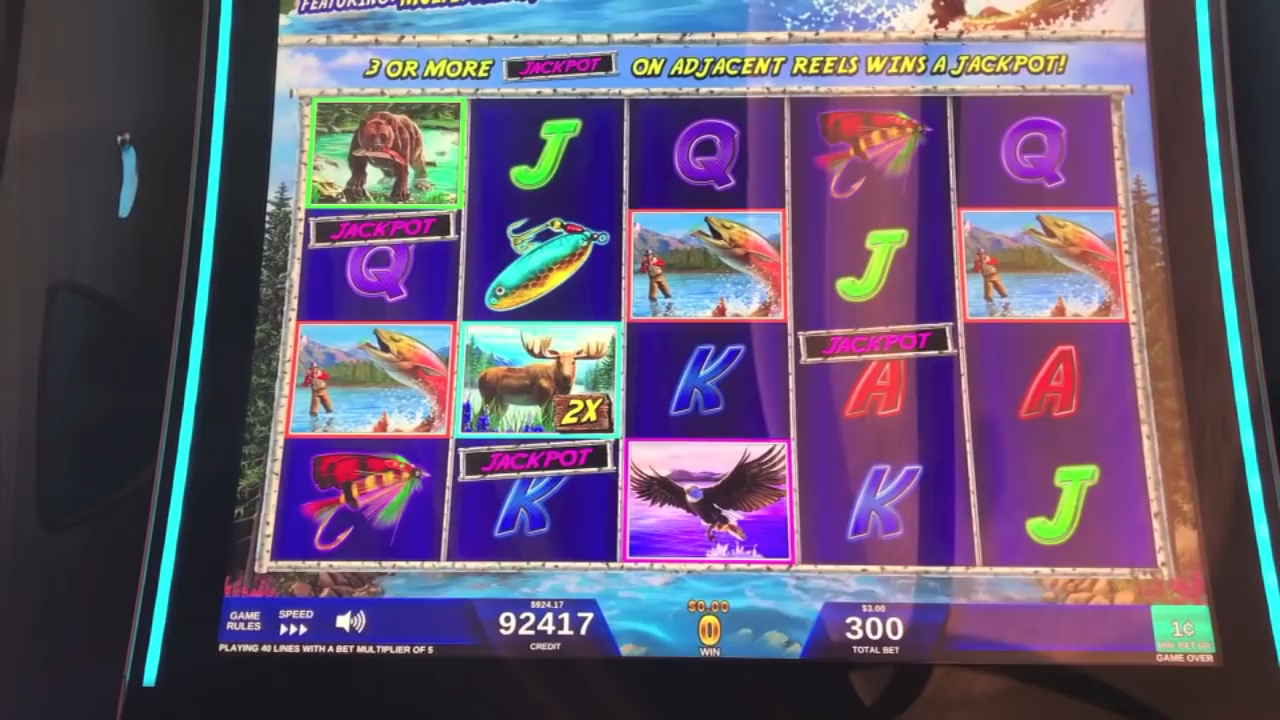 FEATURING:
3 OR MORE JACKPOT ON ADJACENT REELS WINS A JACKPOT!
J Q Q
JACKPOT
Q J
2X K JACKPOT
A A
JACKPOT
K K J
GAME RULES
SPEED
$924.17
92417
CREDIT
$0.00
0
WIN
$3.00
300
TOTAL BET
1¢
GAME OVER
PLAYING 40 LINES WITH A BET MULTIPLIER OF 5